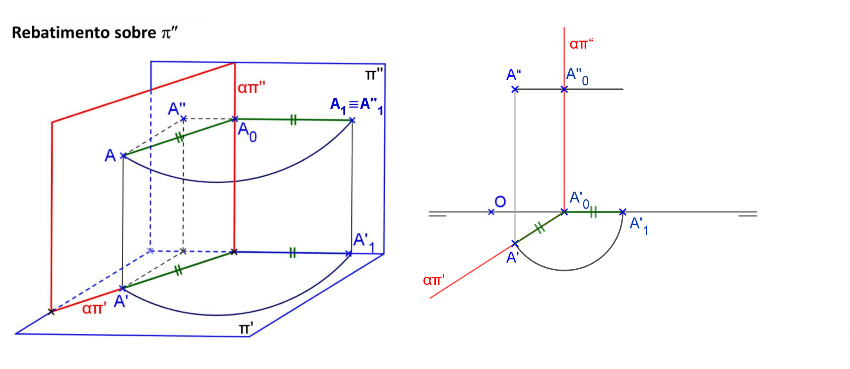 Rebatimento sobre π″
π"
απ"
A"
A₁≡A"₁
A₀
A
A'₁
απ'
A'
π'
απ“
A“
A"₀
O
A'₀
A'₁
A'
απ'